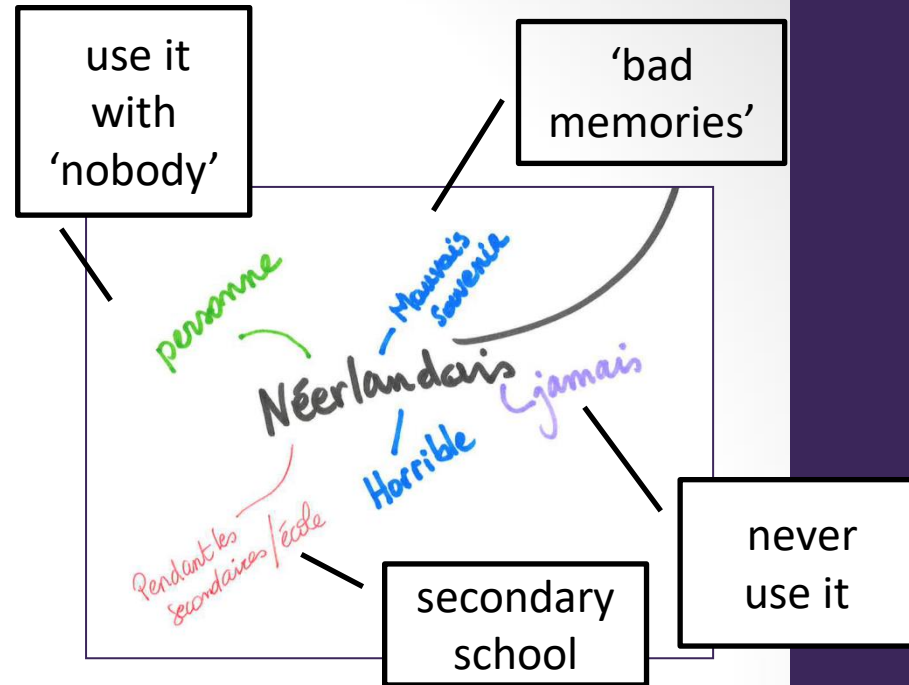 use it
with
‘nobody’
‘bad
memories’
personne
Mauvais
Souvenir
Néerlandais
jamais
Horrible
Pendant les
secondaires/école
never
use it
secondary
school